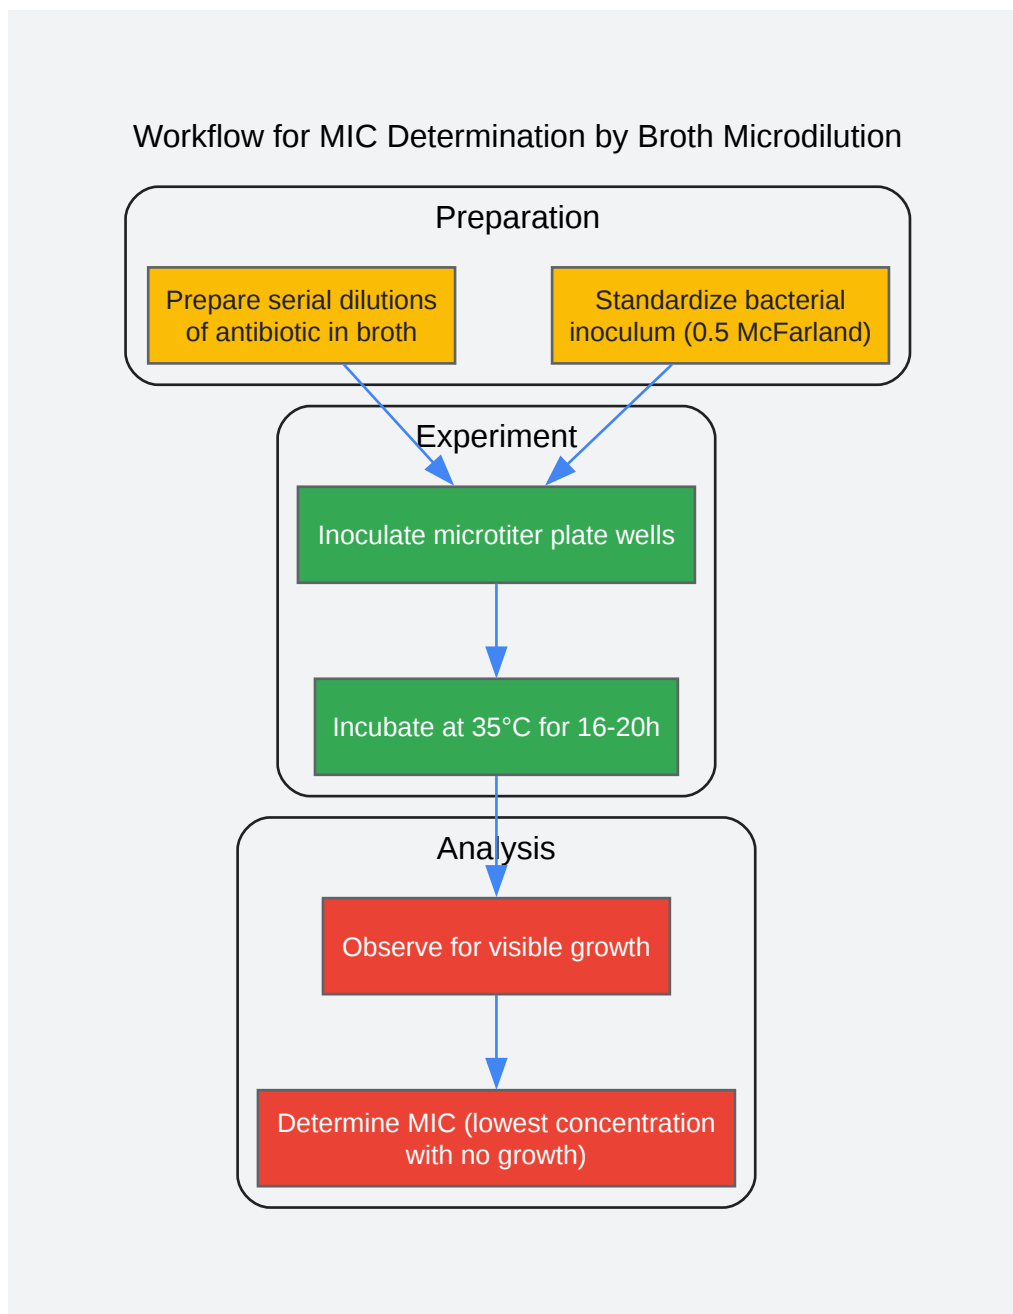 Workflow for MIC Determination by Broth Microdilution
Preparation
Prepare serial dilutions
of antibiotic in broth
Standardize bacterial
inoculum (0.5 McFarland)
Experiment
Inoculate microtiter plate wells
Incubate at 35°C for 16-20h
Analysis
Observe for visible growth
Determine MIC (lowest concentration
with no growth)